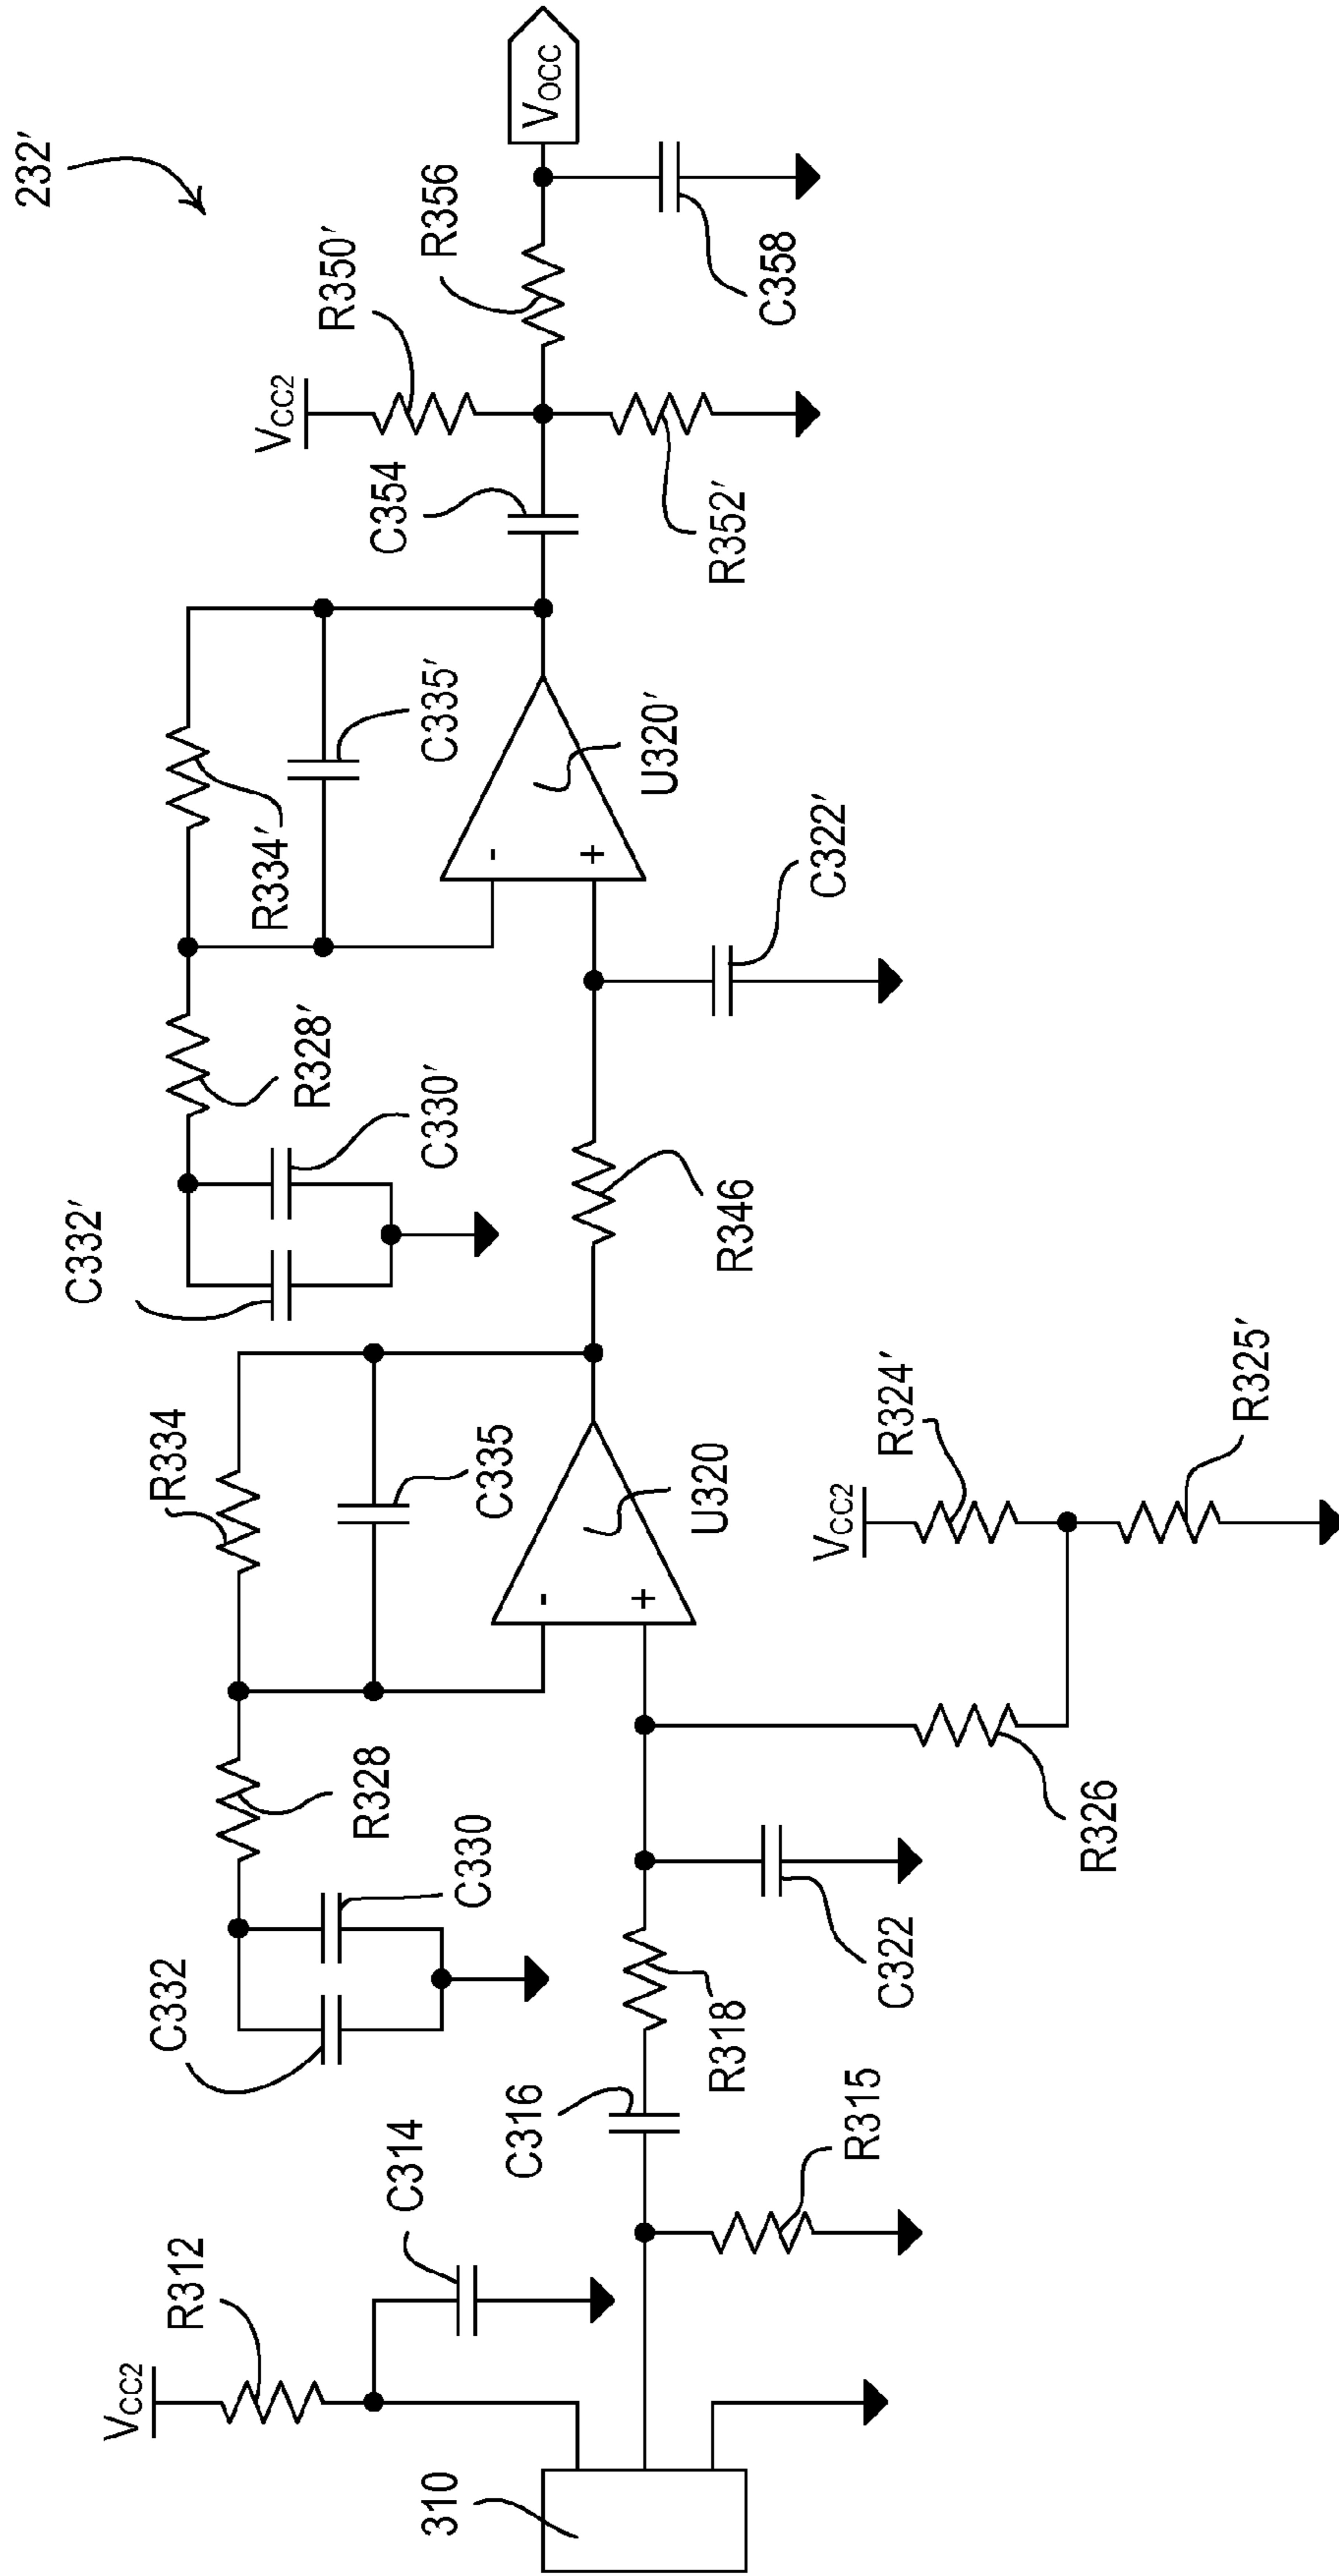 232′
VCC2
R312
C314
310
R315
C316
R318
C322
C332
C330
R328
R334
C335
-
+
U320
R326
VCC2
R324′
R325′
R346
C332′
C330′
R328′
R334′
C335′
-
+
U320′
C322′
C354
VCC2
R350′
R352′
R356
C358
VOCC